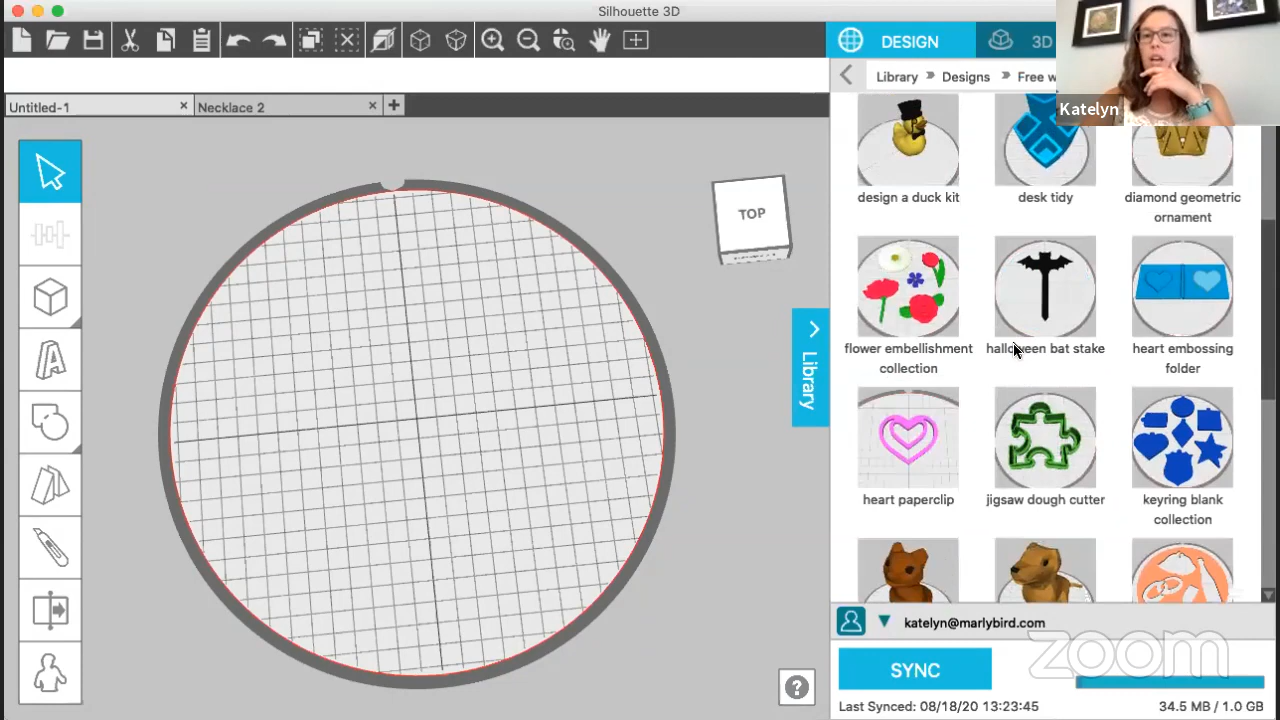 Silhouette 3D
DESIGN
3D
Library » Designs » Free w
Katelyn
Untitled-1
Necklace 2
TOP
Library
design a duck kit
desk tidy
diamond geometric
ornament
flower embellishment
collection
halloween bat stake
heart embossing
folder
heart paperclip
jigsaw dough cutter
keyring blank
collection
katelyn@marlybird.com
zoom
SYNC
Last Synced: 08/18/20 13:23:45
34.5 MB / 1.0 GB
?